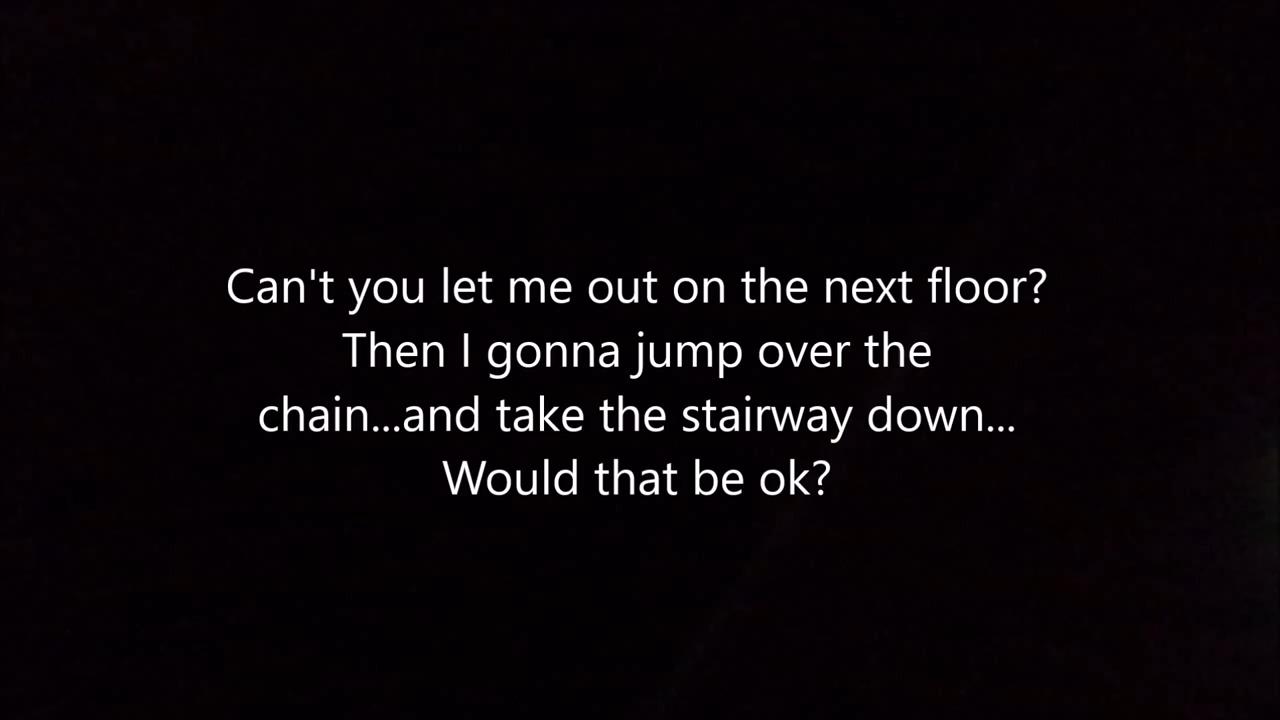 Can't you let me out on the next floor?
Then I gonna jump over the
chain...and take the stairway down...
Would that be ok?